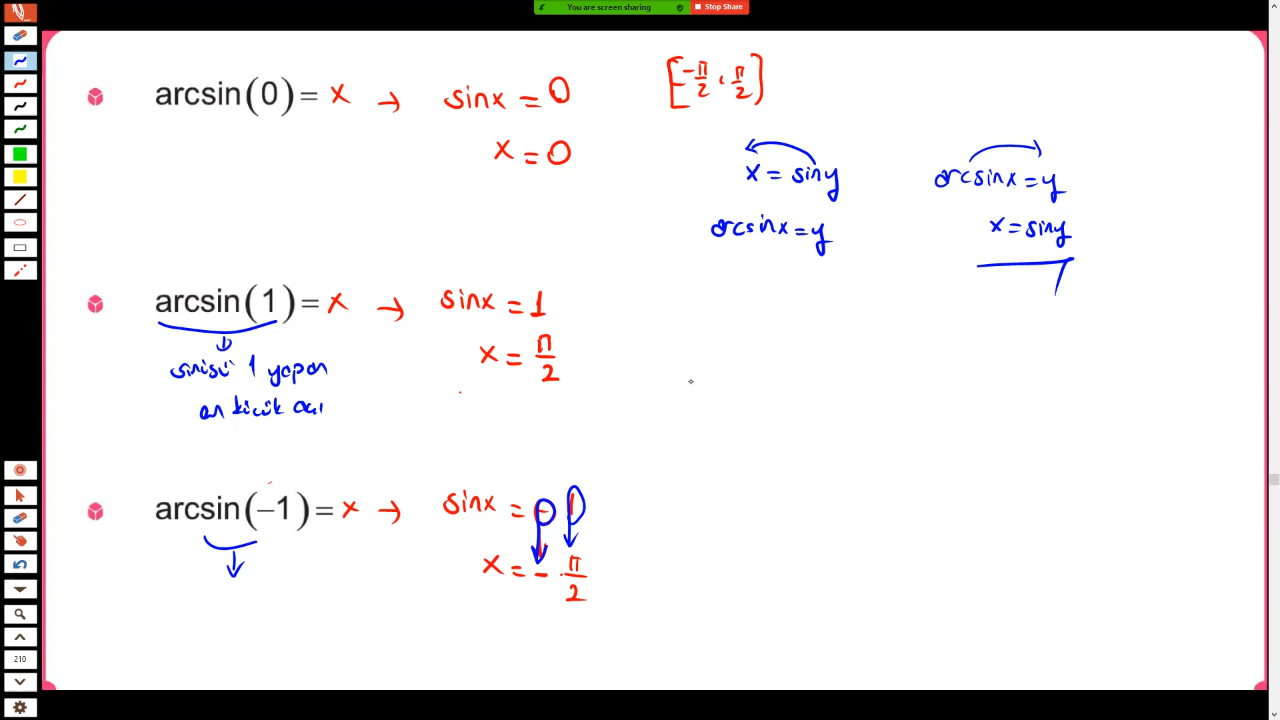 You are screen sharing
Stop Share
arcsin(0) = x → sinx = 0
x = 0
[-π/2, π/2]
x = siny
arcsinx = y
arcsinx = y
x = siny
arcsin(1) = x → sinx = 1
x = π/2
sinüsü 1 yapan
en küçük açı
arcsin(−1) = x → sinx = -1
x = - π/2
210